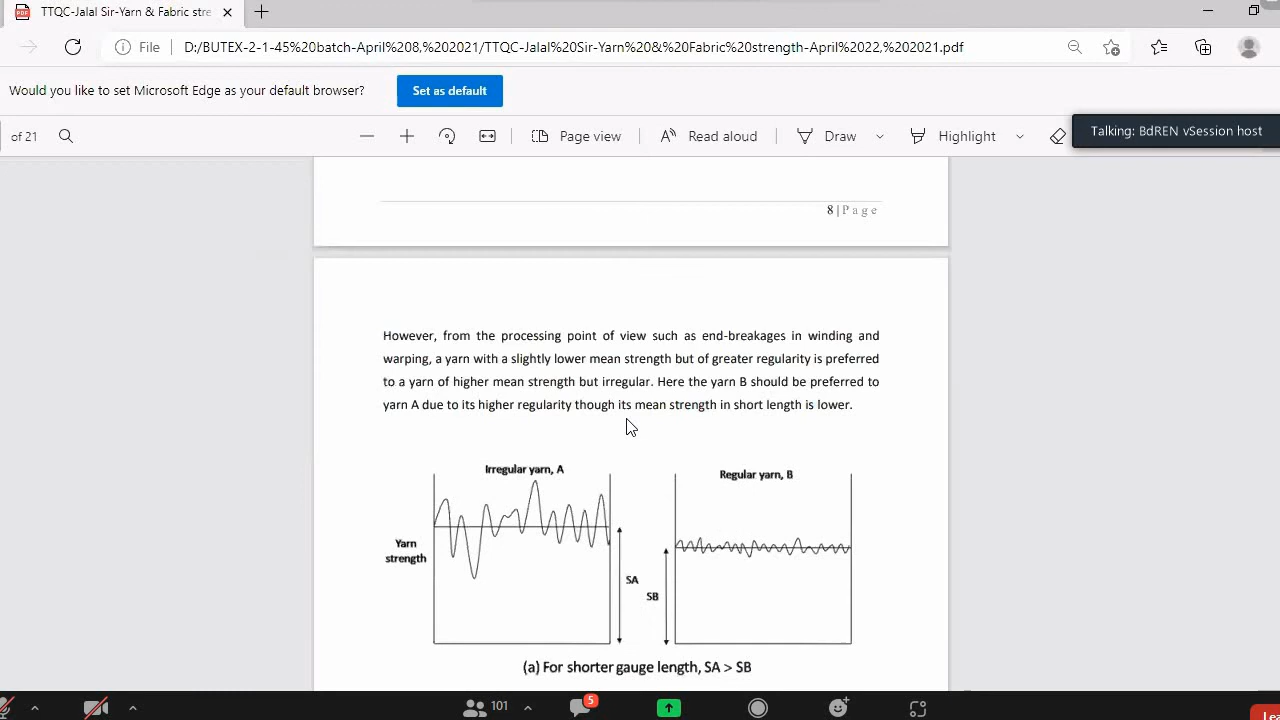 TTQC-Jalal Sir-Yarn & Fabric stre
File
D:/BUTEX-2-1-45%20batch-April%208,%202021/TTQC-Jalal%20Sir-Yarn%20&%20Fabric%20strength-April%2022,%202021.pdf
Would you like to set Microsoft Edge as your default browser?
Set as default
of 21
Page view
Read aloud
Draw
Highlight
Talking: BdREN vSession host
8 | P a g e
However, from the processing point of view such as end-breakages in winding and
warping, a yarn with a slightly lower mean strength but of greater regularity is preferred
to a yarn of higher mean strength but irregular. Here the yarn B should be preferred to
yarn A due to its higher regularity though its mean strength in short length is lower.
Irregular yarn, A
Regular yarn, B
Yarn
strength
SA
SB
(a) For shorter gauge length, SA > SB
101
5